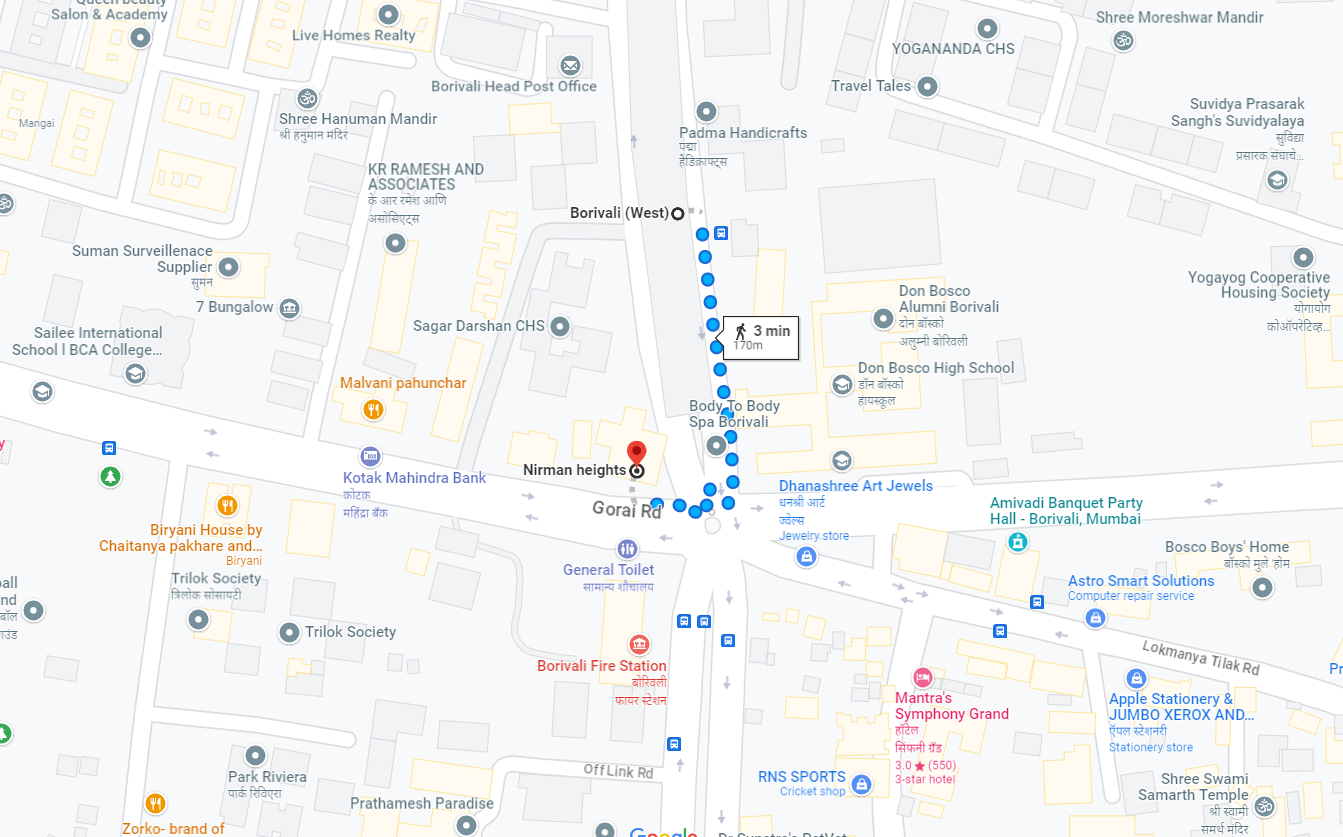 Queen Beauty
Salon & Academy
Live Homes Realty
Borivali Head Post Office
YOGANANDA CHS
Shree Moreshwar Mandir
Travel Tales
Mangai
Shree Hanuman Mandir
श्री हनुमान मंदिर
Padma Handicrafts
पद्मा
हँडिक्राफ्ट्स
Suvidya Prasarak
Sangh's Suvidyalaya
सुविद्या
प्रसारक संघाचे...
KR RAMESH AND
ASSOCIATES
के आर रमेश आणि
असोसिएट्स
Borivali (West)
Suman Surveillenace
Supplier
सुमन
7 Bungalow
Yogayog Cooperative
Housing Society
योगायोग
कोऑपरेटिव्ह...
Don Bosco
Alumni Borivali
दोन बॉस्को
अलुम्नी बोरिवली
Sagar Darshan CHS
3 min
170m
Sailee International
School | BCA College...
Don Bosco High School
डॉन बॉस्को
हायस्कूल
Malvani pahunchar
Body To Body
Spa Borivali
Nirman heights
Kotak Mahindra Bank
कोटक
महिंद्रा बँक
Dhanashree Art Jewels
धनश्री आर्ट
ज्वेल्स
Jewelry store
Gorai Rd
Amivadi Banquet Party
Hall - Borivali, Mumbai
Biryani House by
Chaitanya pakhare and...
Biryani
General Toilet
सामान्य शौचालय
Bosco Boys' Home
बॉस्को मुले 'होम
Astro Smart Solutions
Computer repair service
Trilok Society
त्रिलोक सोसायटी
Trilok Society
Borivali Fire Station
बोरिवली
फायर स्टेशन
Lokmanya Tilak Rd
Mantra's
Symphony Grand
हॉटेल
सिंफनी ग्रँड
3.0 ★ (550)
3-star hotel
Apple Stationery &
JUMBO XEROX AND...
ऍपल स्टेशनरी
Stationery store
Off Link Rd
Park Riviera
पार्क रिविएरा
RNS SPORTS
Cricket shop
Shree Swami
Samarth Temple
श्री स्वामी
समर्थ मंदिर
Prathamesh Paradise
Zorko- brand of
Google